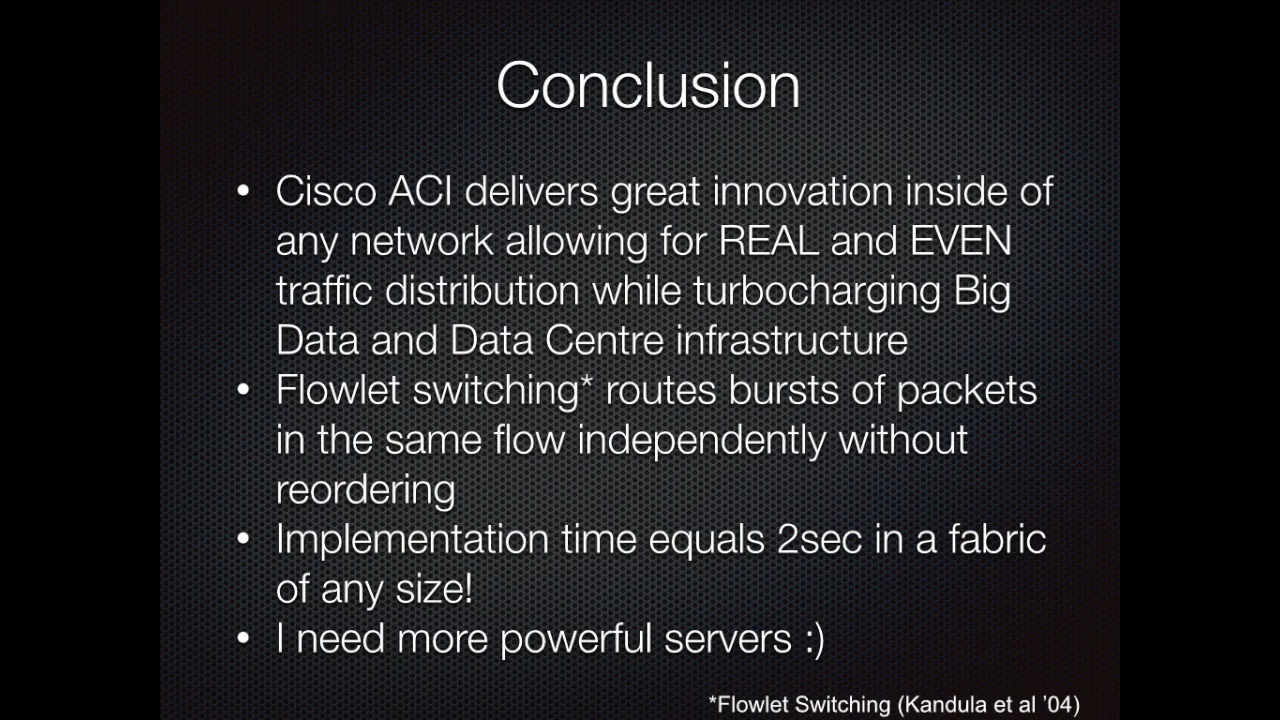 Conclusion
• Cisco ACI delivers great innovation inside of
any network allowing for REAL and EVEN
traffic distribution while turbocharging Big
Data and Data Centre infrastructure
• Flowlet switching* routes bursts of packets
in the same flow independently without
reordering
• Implementation time equals 2sec in a fabric
of any size!
• I need more powerful servers :)
*Flowlet Switching (Kandula et al ’04)